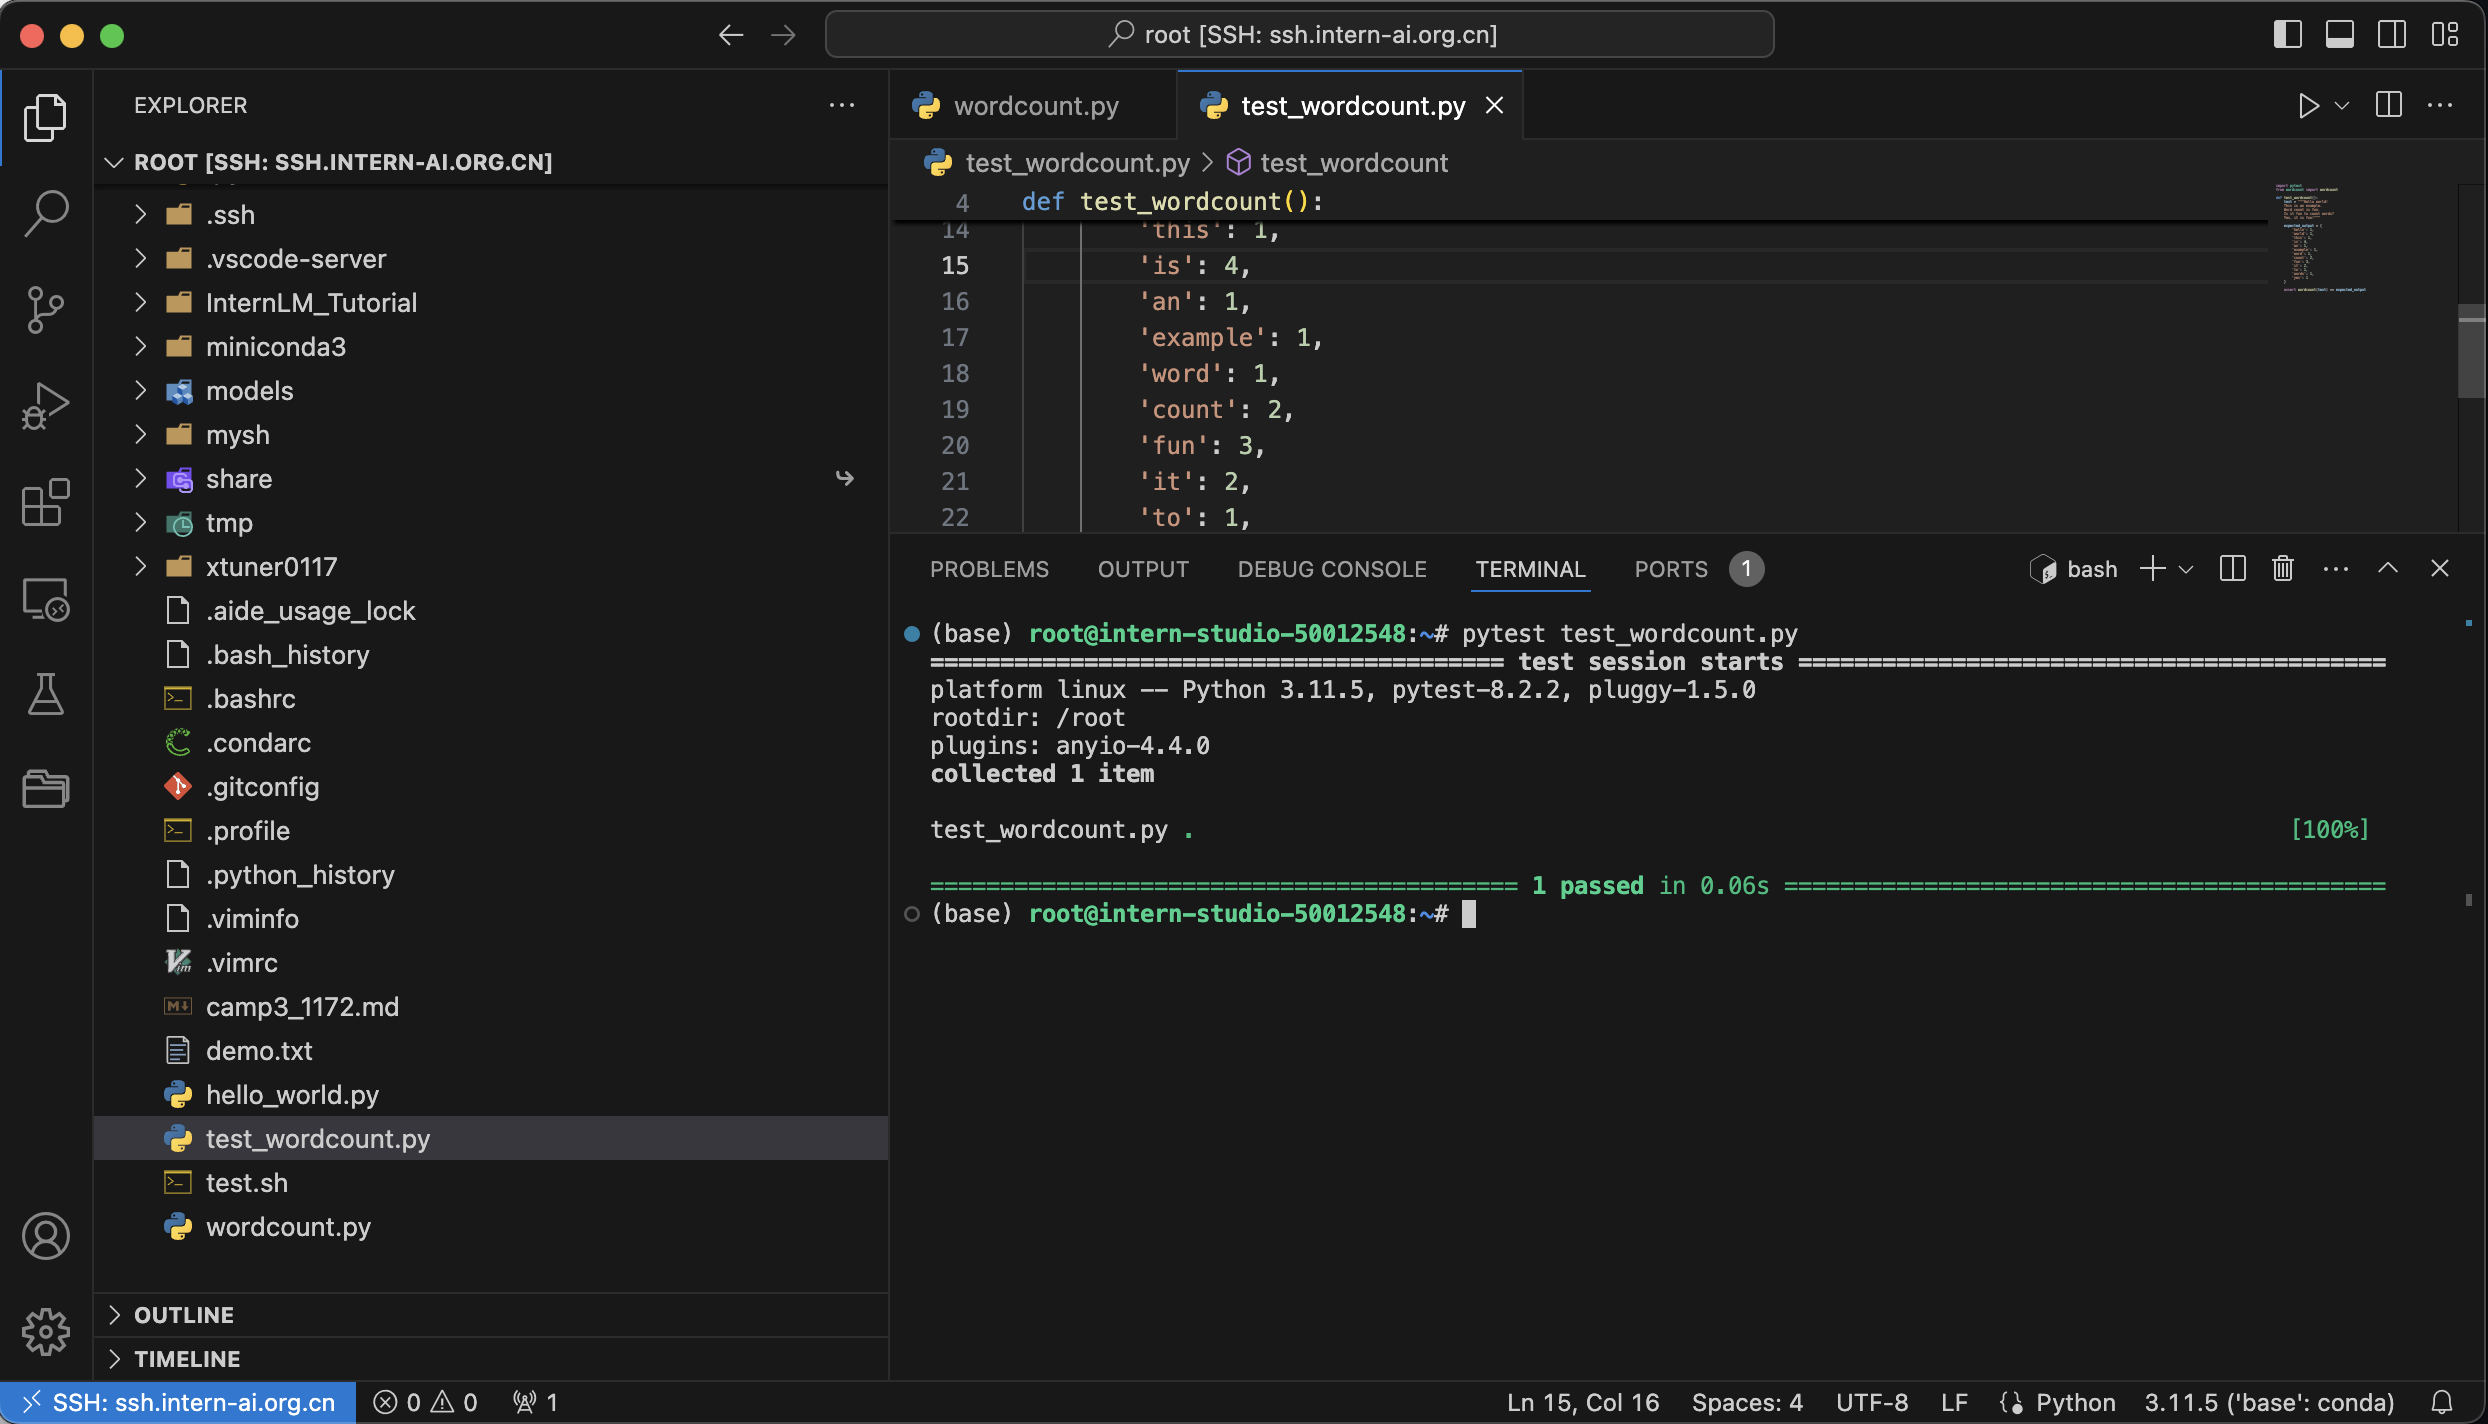 root [SSH: ssh.intern-ai.org.cn]
EXPLORER
ROOT [SSH: SSH.INTERN-AI.ORG.CN]
.ssh
.vscode-server
InternLM_Tutorial
miniconda3
models
mysh
share
tmp
xtuner0117
.aide_usage_lock
.bash_history
.bashrc
.condarc
.gitconfig
.profile
.python_history
.viminfo
.vimrc
camp3_1172.md
demo.txt
hello_world.py
test_wordcount.py
test.sh
wordcount.py
OUTLINE
TIMELINE
wordcount.py
test_wordcount.py
test_wordcount.py > test_wordcount
4 def test_wordcount():
14 'this': 1,
15 'is': 4,
16 'an': 1,
17 'example': 1,
18 'word': 1,
19 'count': 2,
20 'fun': 3,
21 'it': 2,
22 'to': 1,
PROBLEMS OUTPUT DEBUG CONSOLE TERMINAL PORTS 1
bash
(base) root@intern-studio-50012548:~# pytest test_wordcount.py
========================================= test session starts ==========================================
platform linux -- Python 3.11.5, pytest-8.2.2, pluggy-1.5.0
rootdir: /root
plugins: anyio-4.4.0
collected 1 item
test_wordcount.py . [100%]
========================================== 1 passed in 0.06s ===========================================
(base) root@intern-studio-50012548:~#
SSH: ssh.intern-ai.org.cn 0 0 1 Ln 15, Col 16 Spaces: 4 UTF-8 LF Python 3.11.5 ('base': conda)